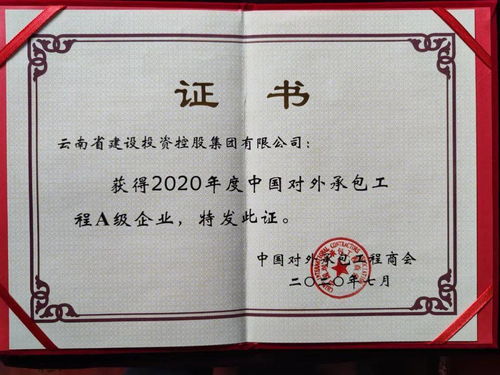 证书
云南省建设投资控股集团有限公司：
获得2020年度中国对外承包工
程A级企业，特发此证。
中国对外承包工程商会
二〇二〇年七月